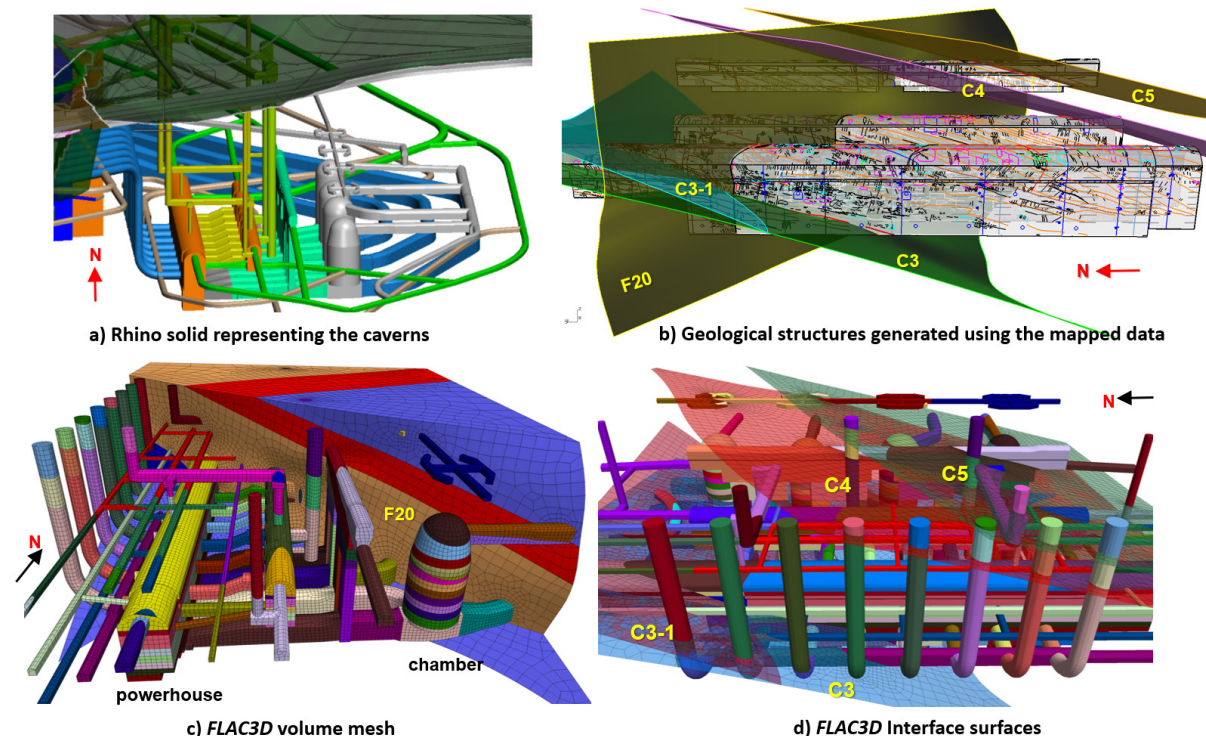 N
a) Rhino solid representing the caverns
C4
C5
C3-1
C3
F20
N
b) Geological structures generated using the mapped data
F20
N
powerhouse
chamber
c) FLAC3D volume mesh
N
C4
C5
C3-1
C3
d) FLAC3D Interface surfaces